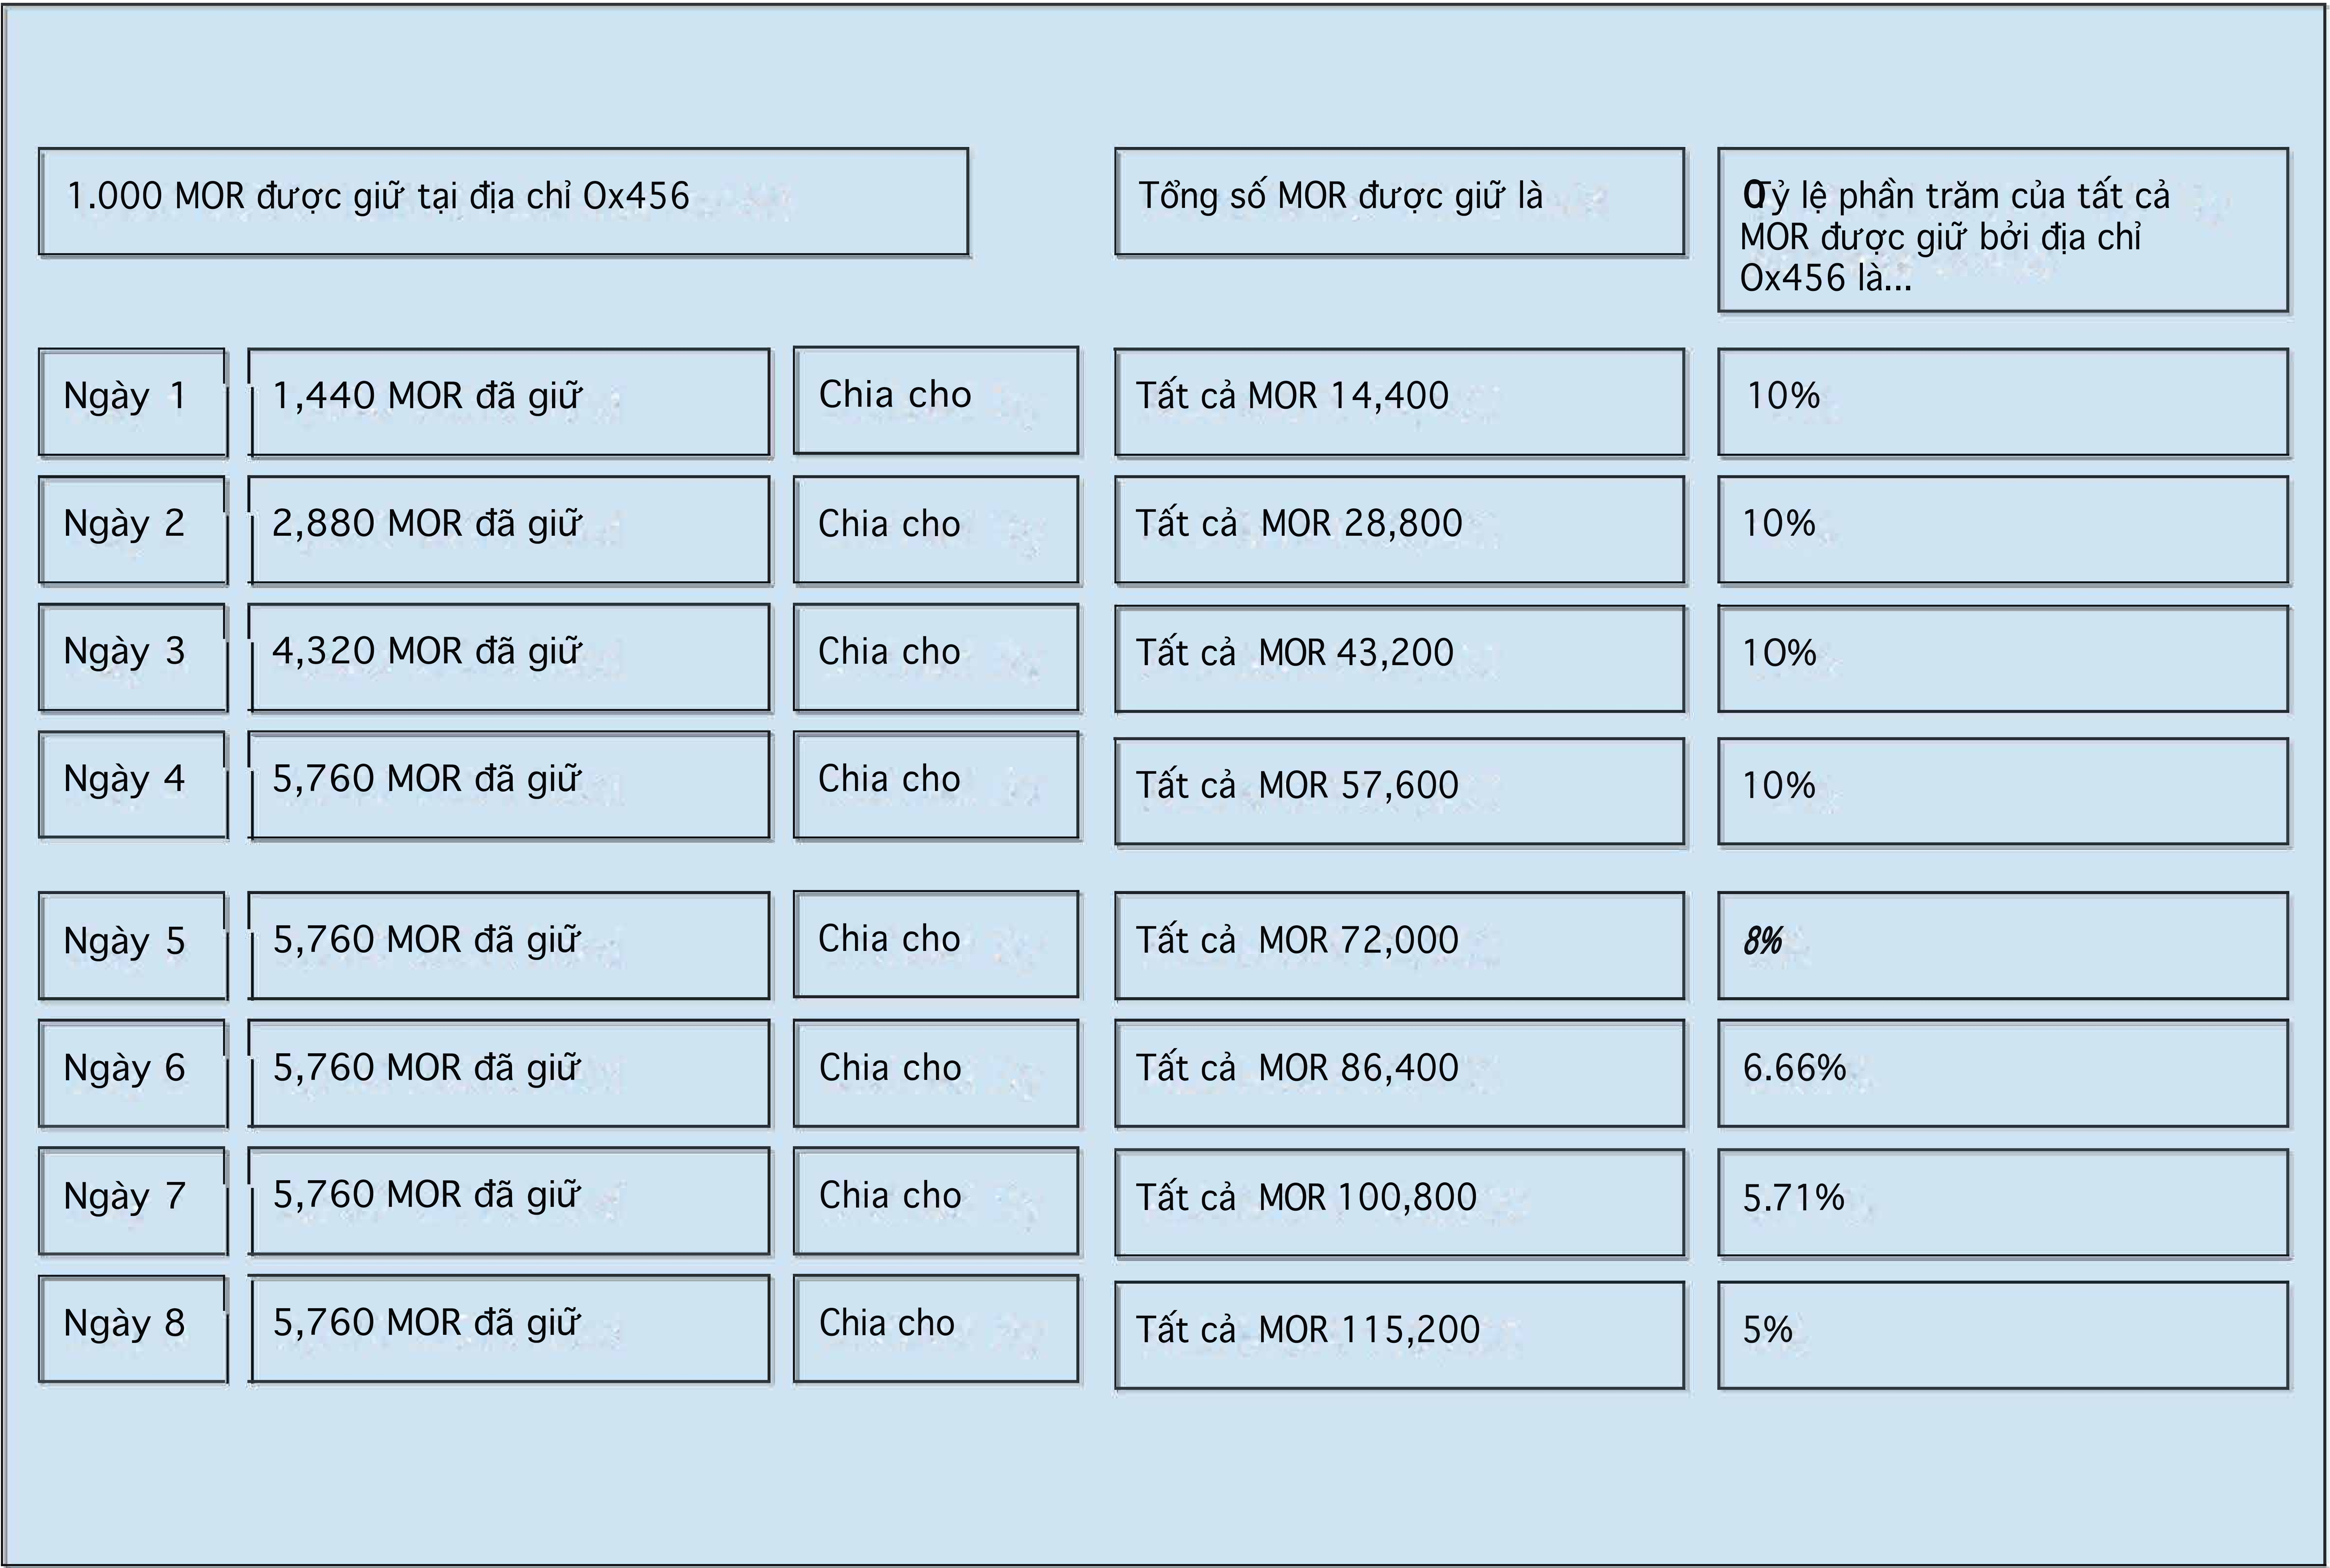 1.000 MOR được giữ tại địa chỉ Ox456
Tổng số MOR được giữ là
Tỷ lệ phần trăm của tất cả
MOR được giữ bởi địa chỉ
Ox456 là...
Ngày 1 1,440 MOR đã giữ Chia cho Tất cả MOR 14,400 10%
Ngày 2 2,880 MOR đã giữ Chia cho Tất cả MOR 28,800 10%
Ngày 3 4,320 MOR đã giữ Chia cho Tất cả MOR 43,200 10%
Ngày 4 5,760 MOR đã giữ Chia cho Tất cả MOR 57,600 10%
Ngày 5 5,760 MOR đã giữ Chia cho Tất cả MOR 72,000 8%
Ngày 6 5,760 MOR đã giữ Chia cho Tất cả MOR 86,400 6.66%
Ngày 7 5,760 MOR đã giữ Chia cho Tất cả MOR 100,800 5.71%
Ngày 8 5,760 MOR đã giữ Chia cho Tất cả MOR 115,200 5%